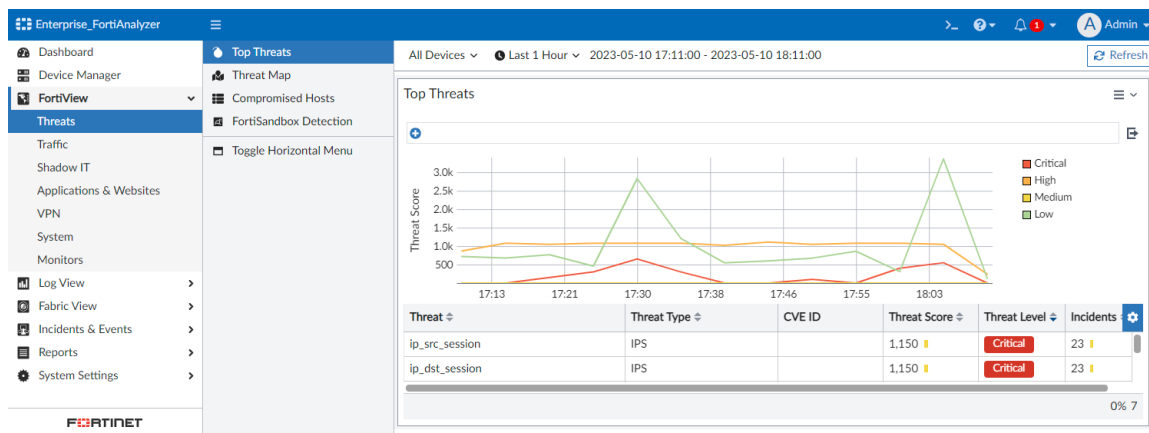 Enterprise_FortiAnalyzer
>_
?
1
A Admin
Dashboard
Device Manager
FortiView
Threats
Traffic
Shadow IT
Applications & Websites
VPN
System
Monitors
Log View
Fabric View
Incidents & Events
Reports
System Settings
FORTINET
Top Threats
Threat Map
Compromised Hosts
FortiSandbox Detection
Toggle Horizontal Menu
All Devices Last 1 Hour 2023-05-10 17:11:00 - 2023-05-10 18:11:00
Refresh
Top Threats
Threat Score
3.0k
2.5k
2.0k
1.5k
1.0k
500
17:13 17:21 17:30 17:38 17:46 17:55 18:03
Critical
High
Medium
Low
Threat Threat Type CVE ID Threat Score Threat Level Incidents
ip_src_session IPS 1,150 Critical 23
ip_dst_session IPS 1,150 Critical 23
0% 7